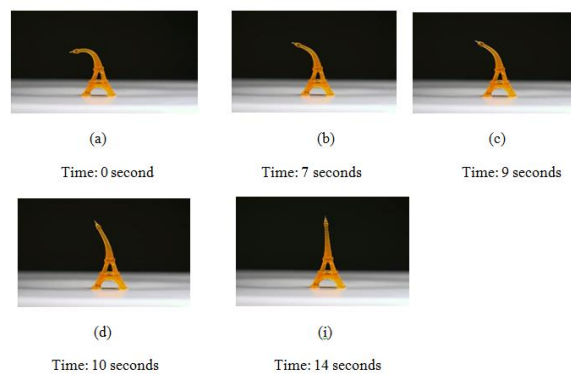 (a)
(b)
(c)
Time: 0 second
Time: 7 seconds
Time: 9 seconds
(d)
(i)
Time: 10 seconds
Time: 14 seconds